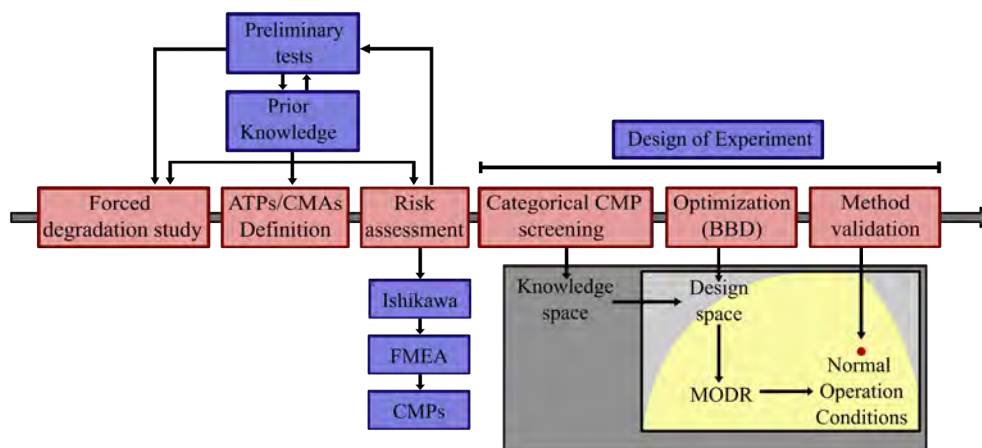 Preliminary
tests
Prior
Knowledge
Design of Experiment
Forced
degradation study
ATPs/CMAs
Definition
Risk
assessment
Categorical CMP
screening
Optimization
(BBD)
Method
validation
Ishikawa
FMEA
CMPs
Knowledge
space
Design
space
MODR
Normal
Operation
Conditions